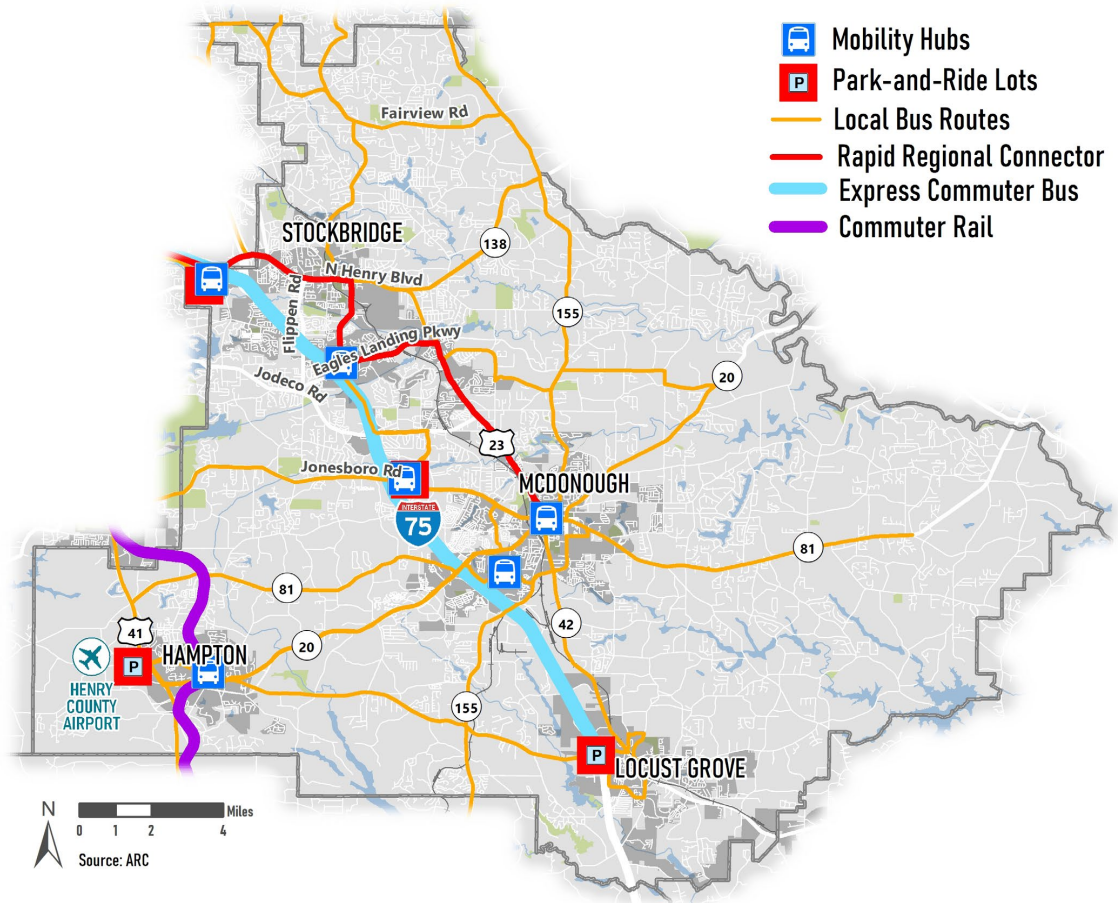 Mobility Hubs
P
Park-and-Ride Lots
Local Bus Routes
Rapid Regional Connector
Express Commuter Bus
Commuter Rail
Fairview Rd
STOCKBRIDGE
138
N Henry Blvd
Flippen Rd
155
Eagles Landing Pkwy
Jodeco Rd
20
23
Jonesboro Rd
MCDONOUGH
INTERSTATE
75
81
81
42
41
20
HAMPTON
P
HENRY
COUNTY
AIRPORT
155
P
LOCUST GROVE
N
Miles
0 1 2 4
Source: ARC